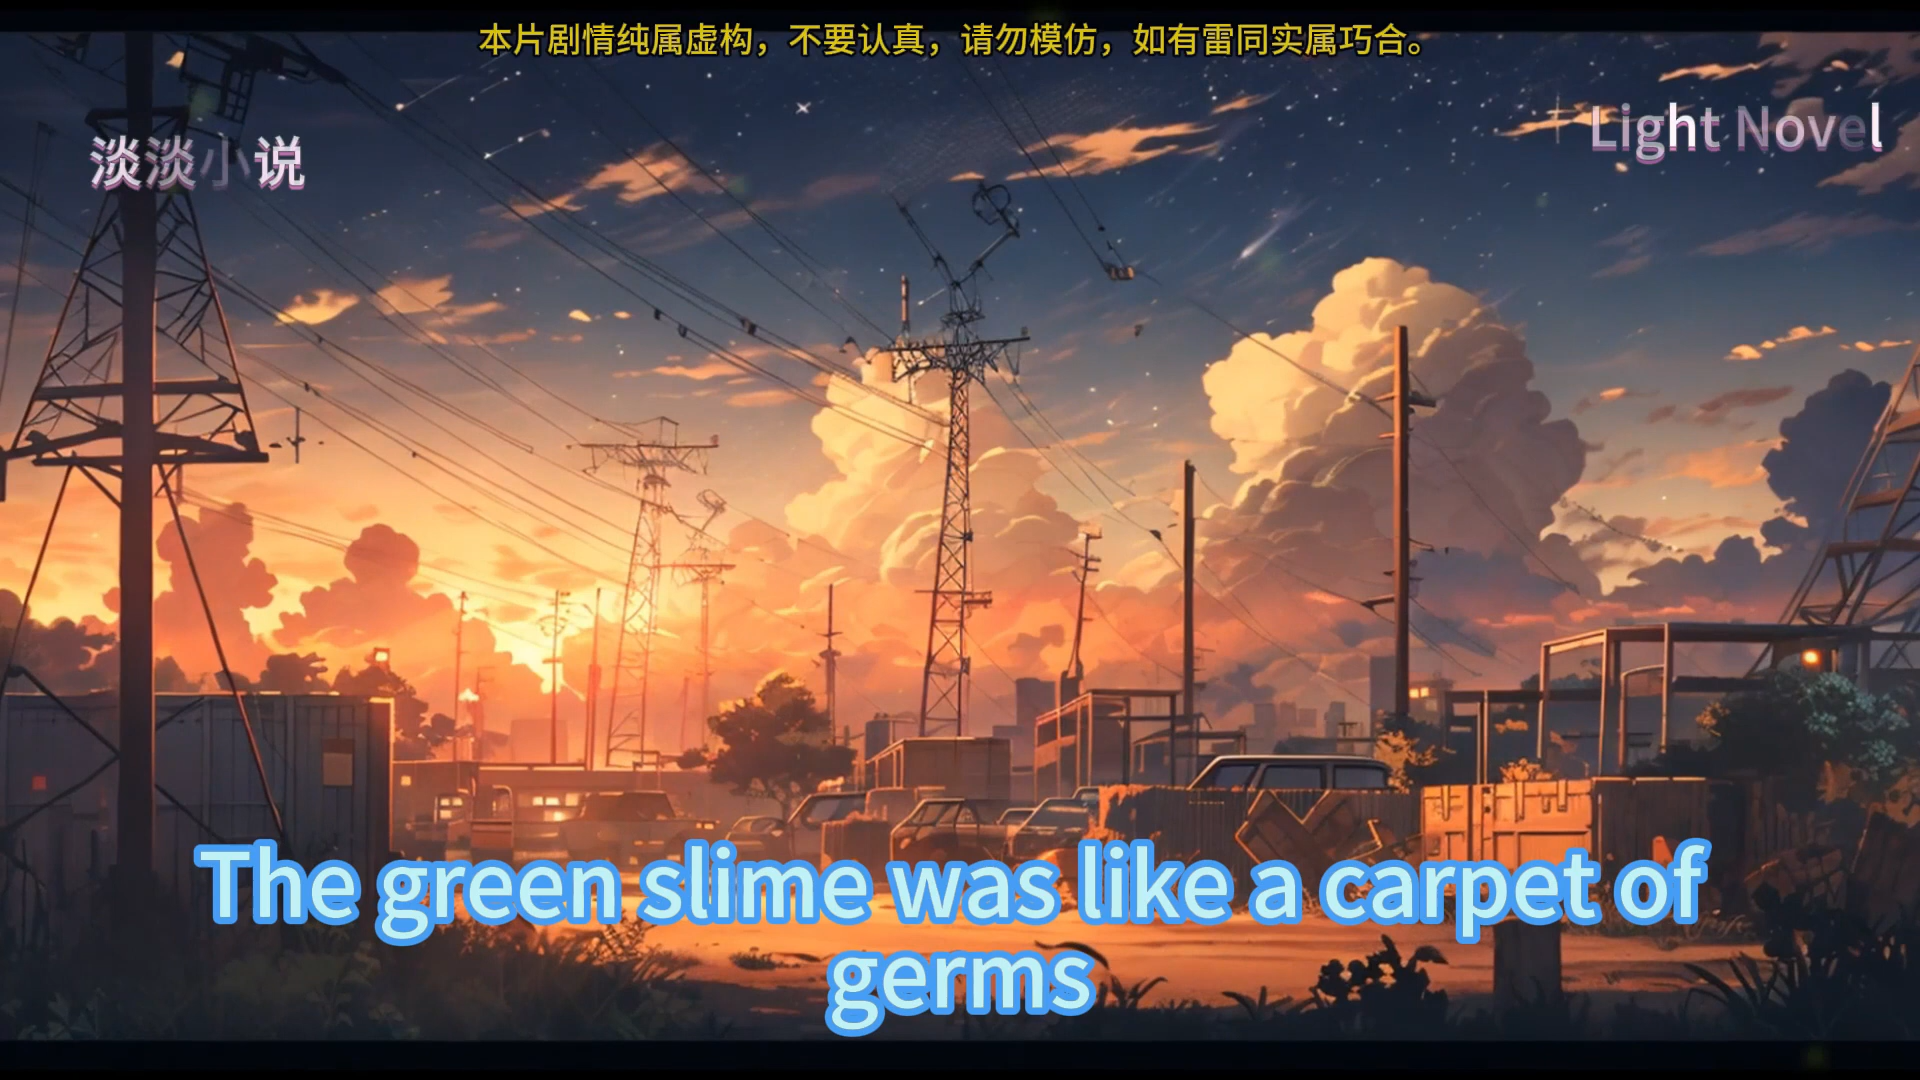 本片剧情纯属虚构，不要认真，请勿模仿，如有雷同实属巧合。
淡淡小说
Light Novel
The green slime was like a carpet of
germs